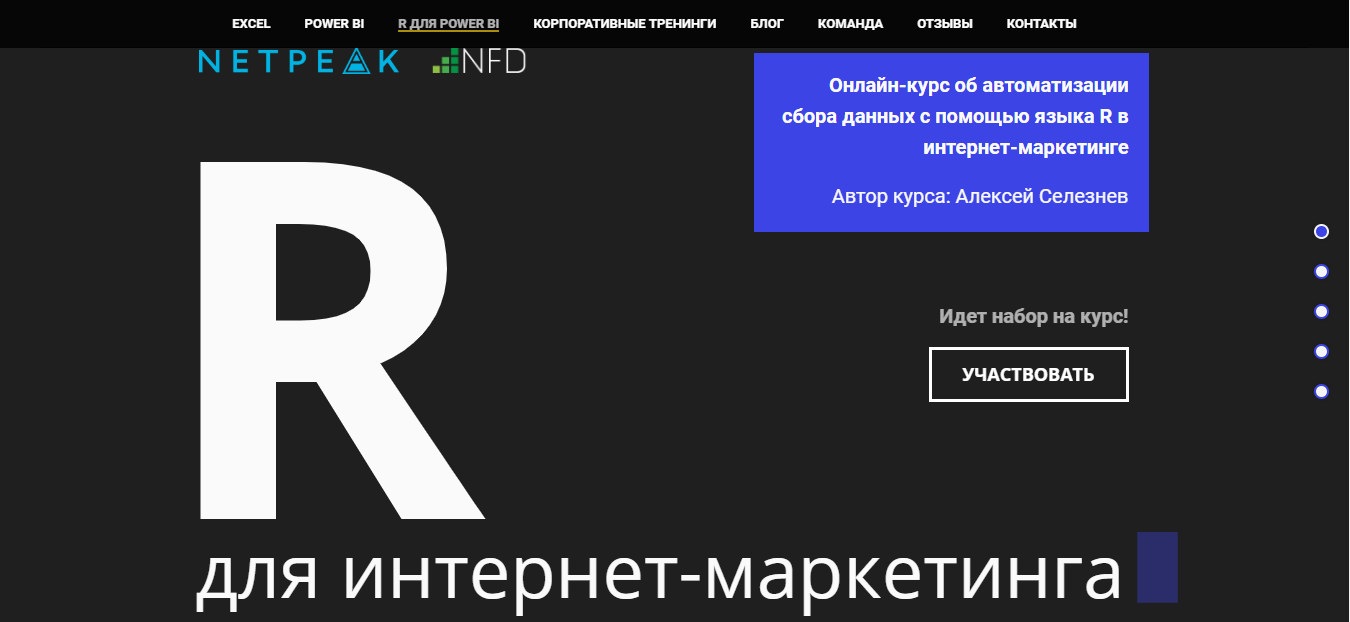 EXCEL POWER BI R ДЛЯ POWER BI КОРПОРАТИВНЫЕ ТРЕНИНГИ БЛОГ КОМАНДА ОТЗЫВЫ КОНТАКТЫ
NETPEAK NFD
Онлайн-курс об автоматизации
сбора данных с помощью языка R в
интернет-маркетинге
Автор курса: Алексей Селезнев
Идет набор на курс!
УЧАСТВОВАТЬ
R
для интернет-маркетинга